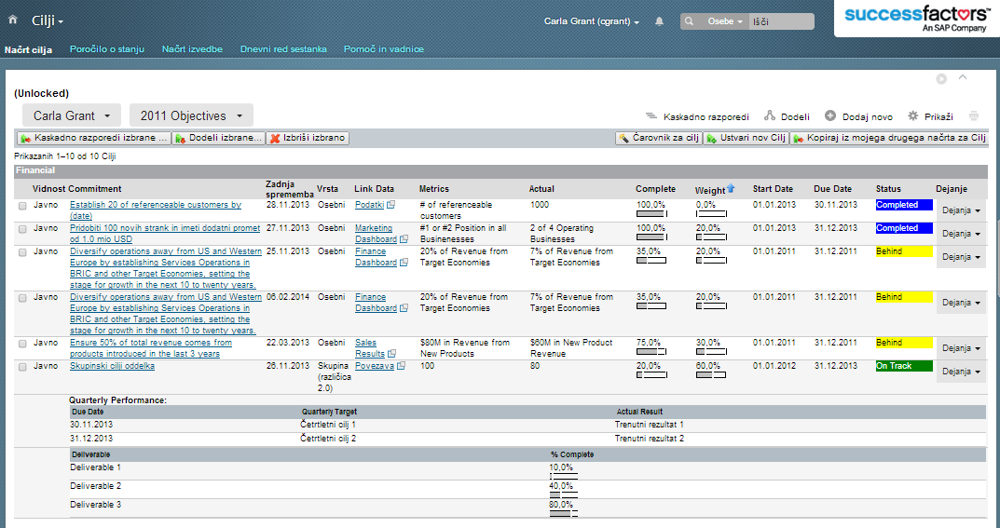 Cilji
Carla Grant (cgrant)
Osebe
Išči
successfactors™
An SAP Company
Načrt cilja
Poročilo o stanju
Načrt izvedbe
Dnevni red sestanka
Pomoč in vadnice
(Unlocked)
Carla Grant
2011 Objectives
Kaskadno razporedi
Dodeli
Dodaj novo
Prikaži
Kaskadno razporedi izbrane ...
Dodeli izbrane...
Izbriši izbrano
Čarovnik za cilj
Ustvari nov Cilj
Kopiraj iz mojega drugega načrta za Cilj
Prikazanih 1–10 od 10 Cilji
Financial
Vidnost Commitment Zadnja sprememba Vrsta Link Data Metrics Actual Complete Weight Start Date Due Date Status Dejanje
Javno Establish 20 of referenceable customers by 28.11.2013 Osebni Podatki # of referenceable 1000 100,0% 0,0% 01.01.2013 30.11.2013 Completed Dejanja
(date) customers
Javno Pridobiti 100 novih strank in imeti dodatni promet 27.11.2013 Osebni Marketing #1 or #2 Position in all 2 of 4 Operating 100,0% 20,0% 01.01.2013 31.12.2013 Completed Dejanja
od 1.0 mio USD Dashboard Businenesses Businesses
Javno Diversify operations away from US and Western 25.11.2013 Osebni Finance 20% of Revenue from 7% of Revenue from 35,0% 20,0% 01.01.2011 31.12.2011 Behind Dejanja
Europe by establishing Services Operations in Dashboard Target Economies Target Economies
BRIC and other Target Economies, setting the
stage for growth in the next 10 to twenty years.
Javno Diversify operations away from US and Western 06.02.2014 Osebni Finance 20% of Revenue from 7% of Revenue from 35,0% 20,0% 01.01.2011 31.12.2011 Behind Dejanja
Europe by establishing Services Operations in Dashboard Target Economies Target Economies
BRIC and other Target Economies, setting the
stage for growth in the next 10 to twenty years.
Javno Ensure 50% of total revenue comes from 22.03.2013 Osebni Sales $80M in Revenue from $60M in New Product 75,0% 30,0% 01.01.2011 31.12.2011 Behind Dejanja
products introduced in the last 3 years Results New Products Revenue
Javno Skupinski cilji oddelka 26.11.2013 Skupina Povezava 100 80 20,0% 60,0% 01.01.2012 31.12.2013 On Track Dejanja
(različica
2.0)
Quarterly Performance:
Due Date Quarterly Target Actual Result
30.11.2013 Četrtletni cilj 1 Trenutni rezultat 1
31.12.2013 Četrtletni cilj 2 Trenutni rezultat 2
Deliverable % Complete
Deliverable 1 10,0%
Deliverable 2 40,0%
Deliverable 3 80,0%